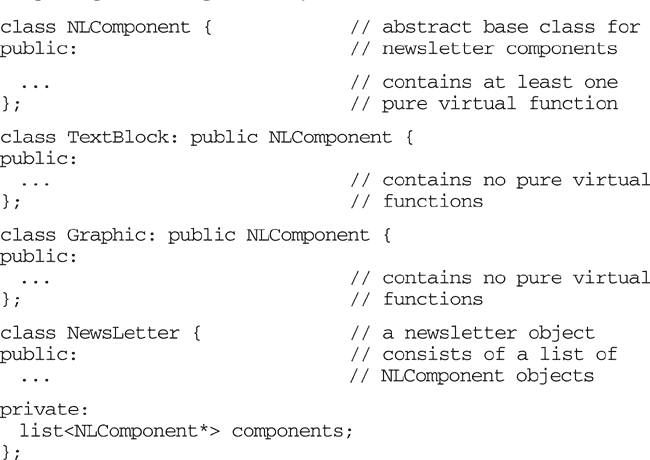 class NLComponent {             // abstract base class for
public:                         // newsletter components
  ...                           // contains at least one
};                              // pure virtual function
class TextBlock: public NLComponent {
public:
  ...                           // contains no pure virtual
};                              // functions
class Graphic: public NLComponent {
public:
  ...                           // contains no pure virtual
};                              // functions
class NewsLetter {              // a newsletter object
public:                         // consists of a list of
  ...                           // NLComponent objects
private:
  list<NLComponent*> components;
};